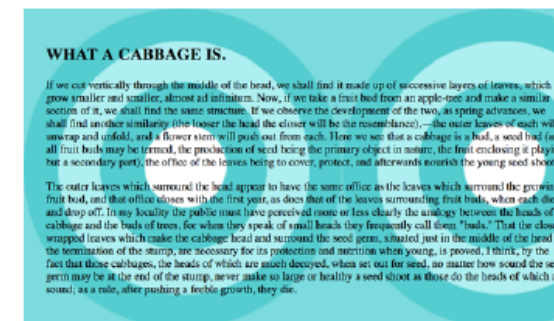 WHAT A CABBAGE IS.
If we cut vertically through the middle of the head, we shall find it made up of successive layers of leaves, which
grow smaller and smaller, almost ad infinitum. Now, if we take a fruit bud from an apple-tree and make a similar
section of it, we shall find the same structure. If we observe the development of the two, as spring advances, we
shall find another similarity (the looser the head the closer will be the resemblance),—the outer leaves of each wil
unwrap and unfold, and a flower stem will push out from each. Here we see that a cabbage is a bud, a seed bud (a
all fruit buds may be termed, the production of seed being the primary object in nature, the fruit enclosing it playi
but a secondary part), the office of the leaves being to cover, protect, and afterwards nourish the young seed shoo
The outer leaves which surround the head appear to have the same office as the leaves which surround the growin
fruit bud, and that office closes with the first year, as does that of the leaves surrounding fruit buds, when each die
and drop off. In my locality the public must have perceived more or less clearly the analogy between the heads of
cabbage and the buds of trees, for when they speak of small heads they frequently call them "buds." That the close
wrapped leaves which make the cabbage head and surround the seed germ, situated just in the middle of the head
the termination of the stump, are necessary for its protection and nutrition when young, is proved, I think, by the
fact that those cabbages, the heads of which are much decayed, when set out for seed, no matter how sound the se
germ may be at the end of the stump, never make so large or healthy a seed shoot as those do the heads of which a
sound; as a rule, after pushing a feeble growth, they die.